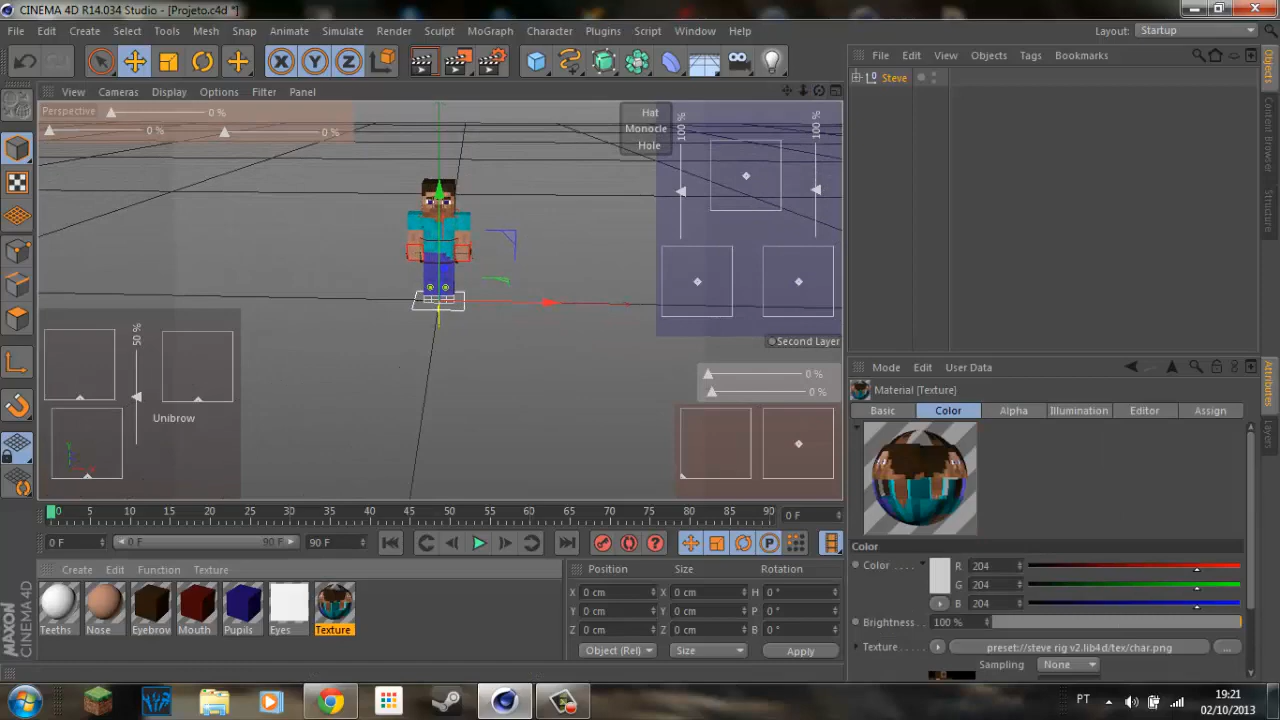 CINEMA 4D R14.034 Studio - [Projeto.c4d *]
File Edit Create Select Tools Mesh Snap Animate Simulate Render Sculpt MoGraph Character Plugins Script Window Help
Layout: Startup
X Y Z
View Cameras Display Options Filter Panel
File Edit View Objects Tags Bookmarks
Steve
Perspective 0 %
0 % 0 %
Hat
Monocle
Hole
100 % 100 %
Second Layer
0 %
0 %
50 %
Unibrow
Objects
Content Browser
Structure
Mode Edit User Data
Material [Texture]
Basic Color Alpha Illumination Editor Assign
Attributes
Layers
Color
Color R 204
G 204
B 204
Brightness 100 %
Texture preset://steve rig v2.lib4d/tex/char.png ...
Sampling None
0 5 10 15 20 25 30 35 40 45 50 55 60 65 70 75 80 85 90 0 F
0 F 0 F 90 F 90 F
Create Edit Function Texture
Teeths Nose Eyebrow Mouth Pupils Eyes Texture
Position Size Rotation
X 0 cm X 0 cm H 0 °
Y 0 cm Y 0 cm P 0 °
Z 0 cm Z 0 cm B 0 °
Object (Rel) Size Apply
MAXON
CINEMA 4D
PT
19:21
02/10/2013